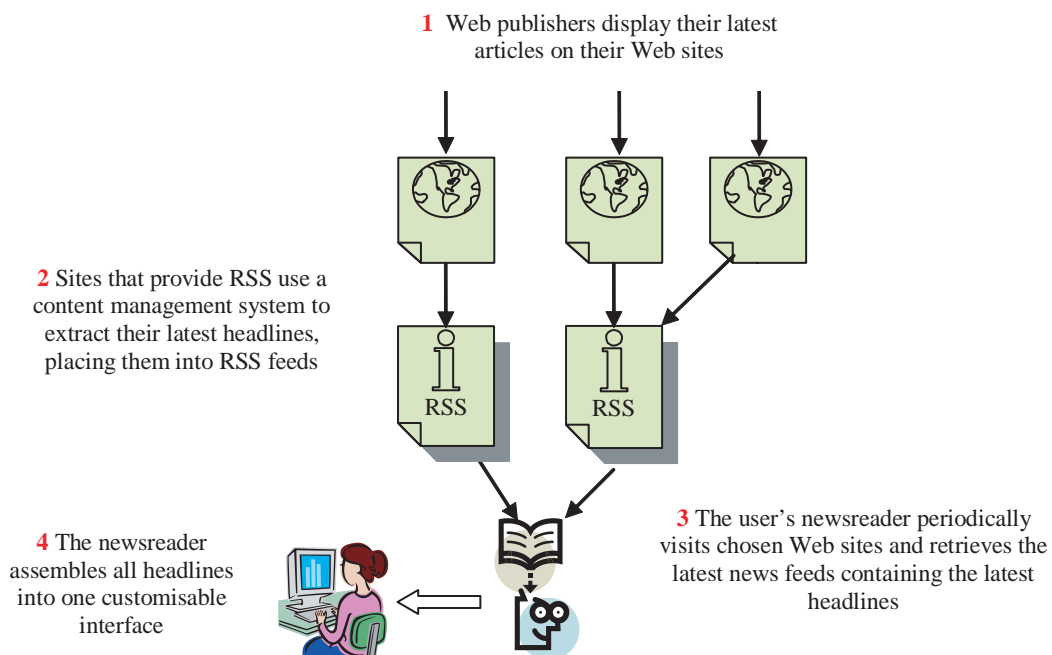 1 Web publishers display their latest
articles on their Web sites
2 Sites that provide RSS use a
content management system to
extract their latest headlines,
placing them into RSS feeds
RSS
RSS
3 The user’s newsreader periodically
visits chosen Web sites and retrieves the
latest news feeds containing the latest
headlines
4 The newsreader
assembles all headlines
into one customisable
interface